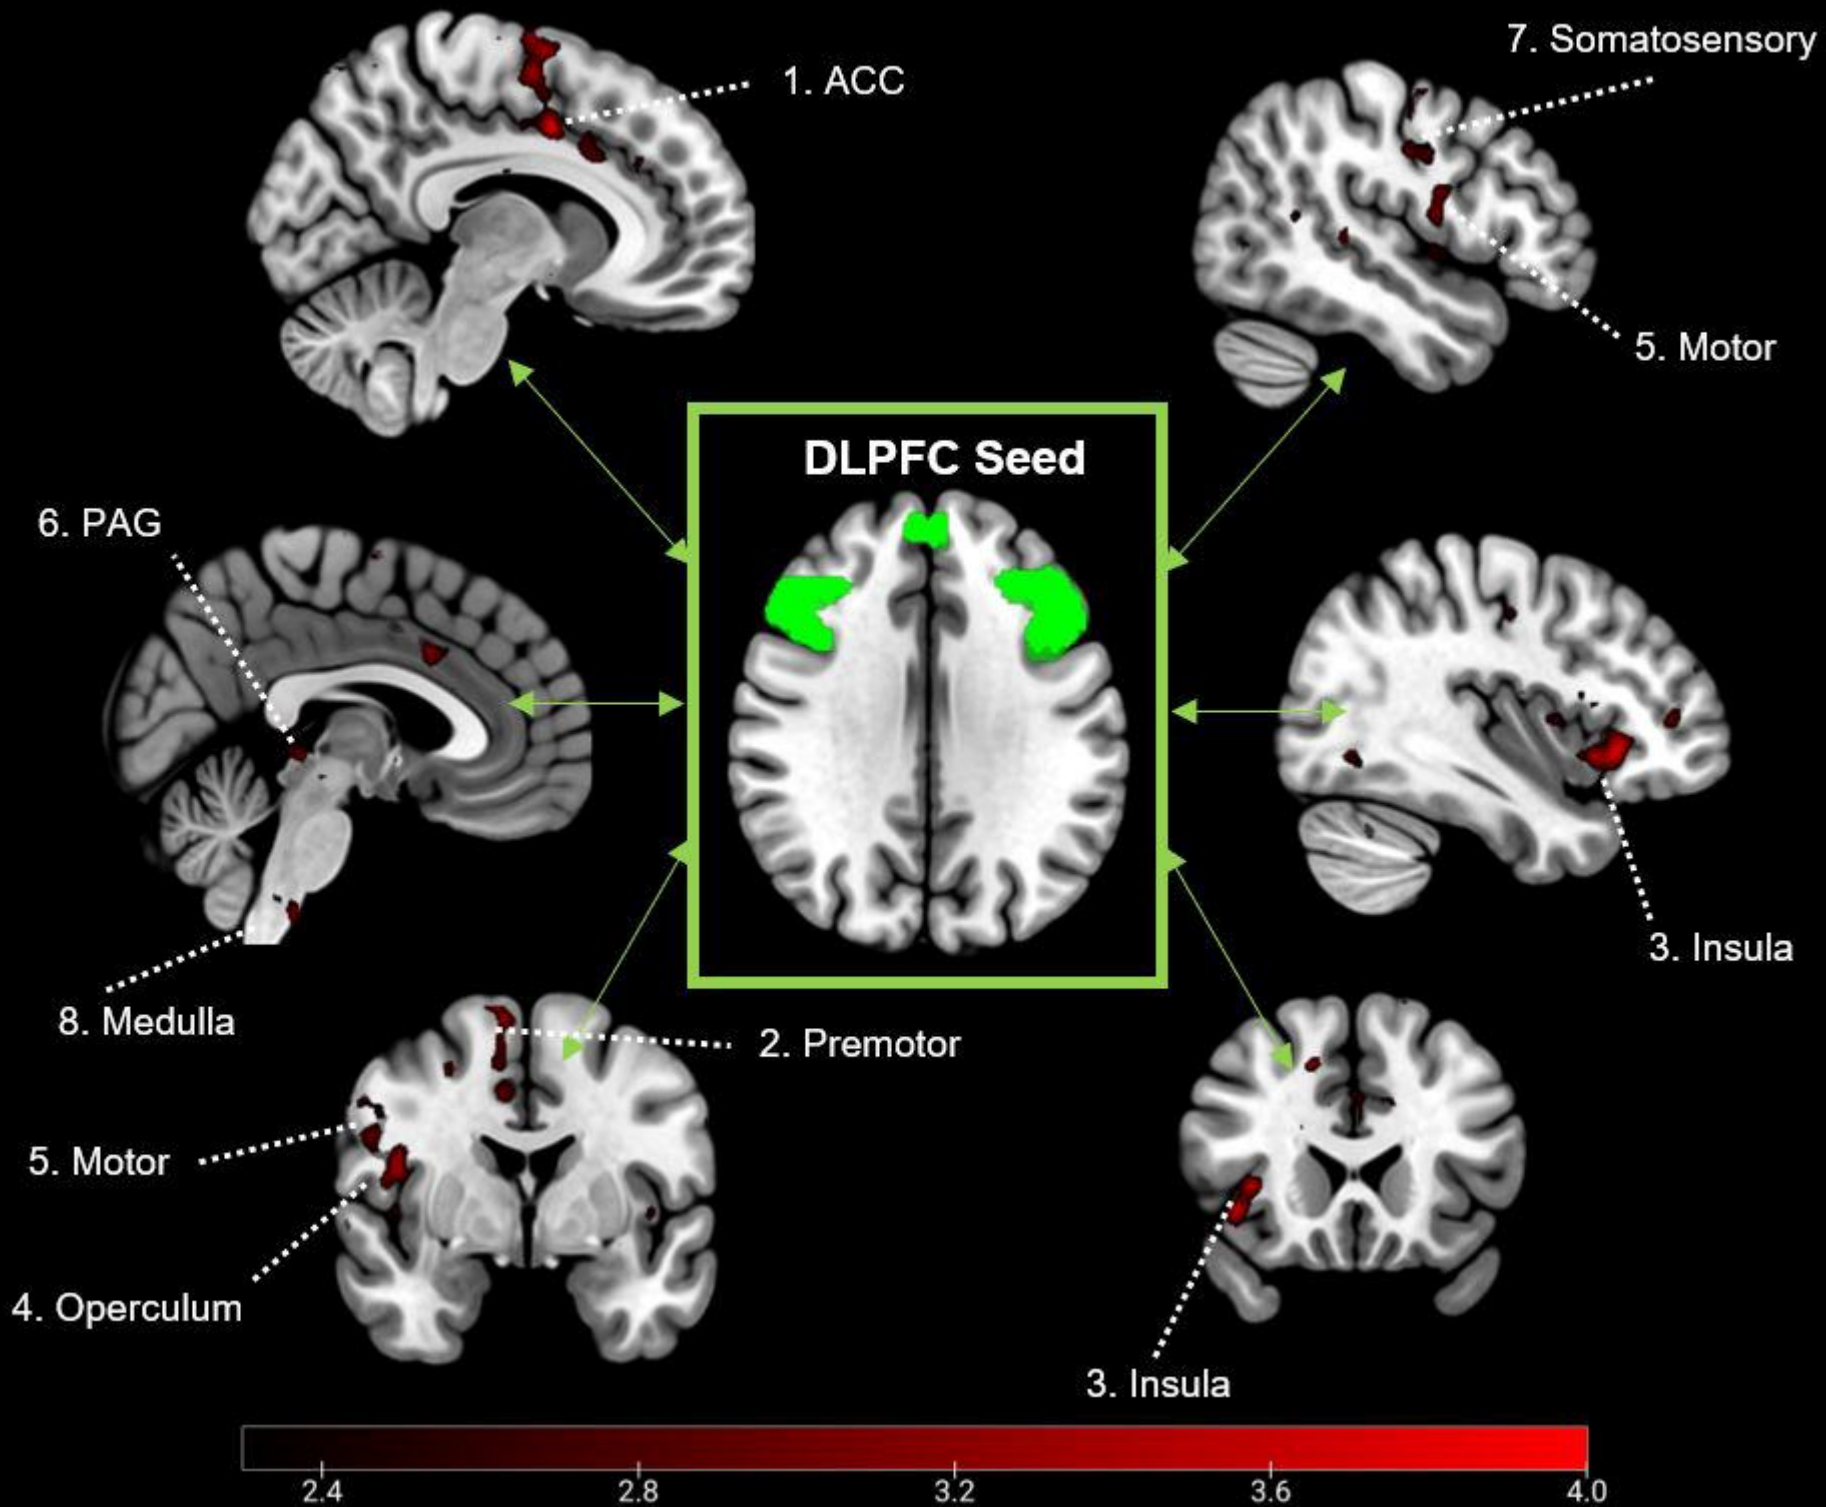 7. Somatosensory
1. ACC
5. Motor
DLPFC Seed
6. PAG
3. Insula
8. Medulla
2. Premotor
5. Motor
4. Operculum
3. Insula
2.4 2.8 3.2 3.6 4.0